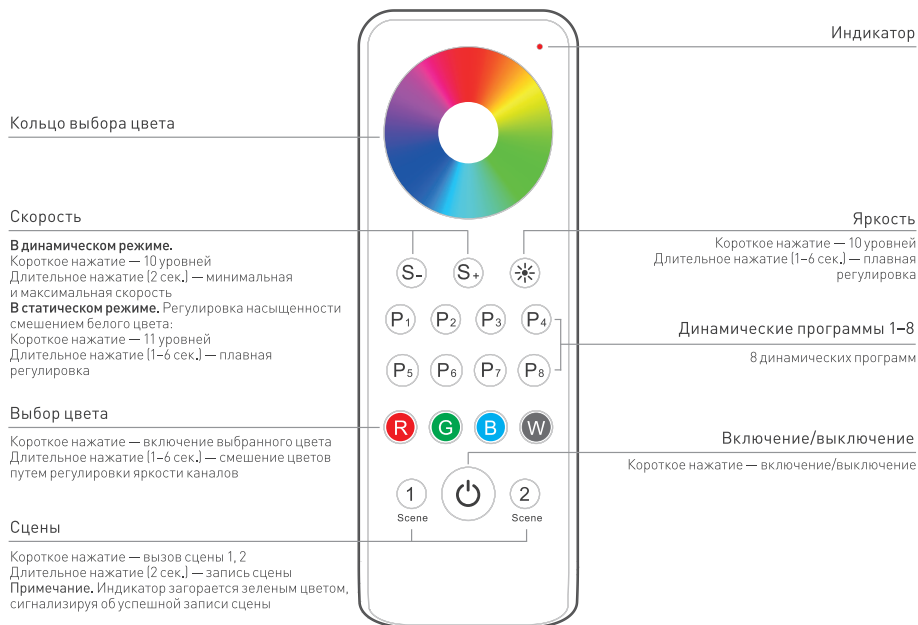 Индикатор
Кольцо выбора цвета
Скорость
В динамическом режиме.
Короткое нажатие — 10 уровней
Длительное нажатие (2 сек.) — минимальная
и максимальная скорость
В статическом режиме. Регулировка насыщенности
смешением белого цвета:
Короткое нажатие — 11 уровней
Длительное нажатие (1–6 сек.) — плавная
регулировка
Яркость
Короткое нажатие — 10 уровней
Длительное нажатие (1–6 сек.) — плавная
регулировка
S- S+
P1 P2 P3 P4
Динамические программы 1–8
8 динамических программ
P5 P6 P7 P8
Выбор цвета
Короткое нажатие — включение выбранного цвета
Длительное нажатие (1–6 сек.) — смешение цветов
путем регулировки яркости каналов
R G B W
Включение/выключение
Короткое нажатие — включение/выключение
1 2
Scene Scene
Сцены
Короткое нажатие — вызов сцены 1, 2
Длительное нажатие (2 сек.) — запись сцены
Примечание. Индикатор загорается зеленым цветом,
сигнализируя об успешной записи сцены